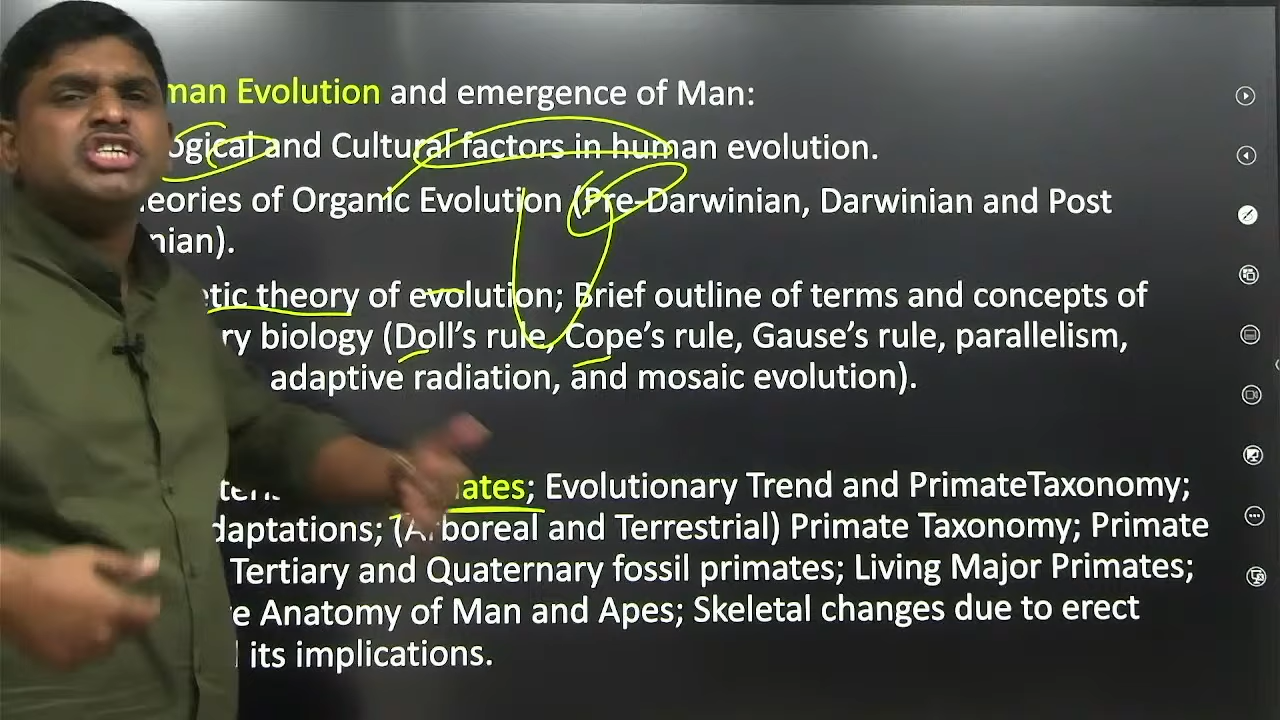 man Evolution and emergence of Man:
ogical and Cultural factors in human evolution.
eories of Organic Evolution (Pre-Darwinian, Darwinian and Post
nian).
etic theory of evolution; Brief outline of terms and concepts of
ry biology (Doll's rule, Cope's rule, Gause's rule, parallelism,
adaptive radiation, and mosaic evolution).
ates; Evolutionary Trend and PrimateTaxonomy;
daptations; (Arboreal and Terrestrial) Primate Taxonomy; Primate
Tertiary and Quaternary fossil primates; Living Major Primates;
e Anatomy of Man and Apes; Skeletal changes due to erect
its implications.